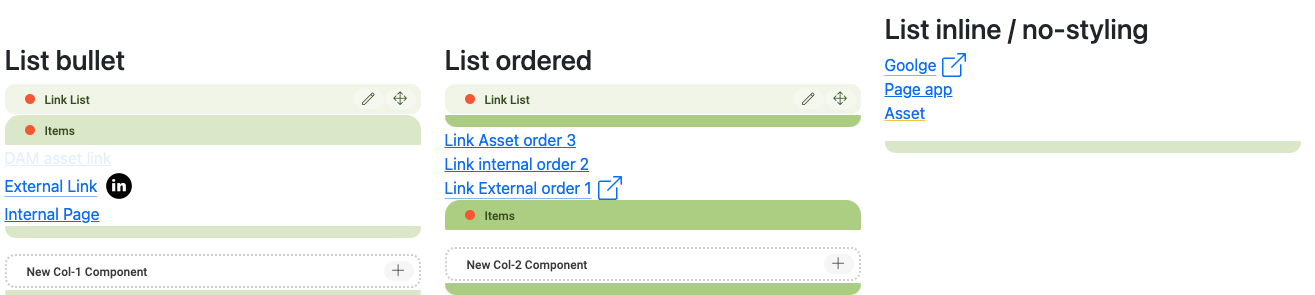 List bullet
Link List
Items
DAM asset link
External Link in
Internal Page
New Col-1 Component
List ordered
Link List
Link Asset order 3
Link internal order 2
Link External order 1
Items
New Col-2 Component
List inline / no-styling
Goolge
Page app
Asset